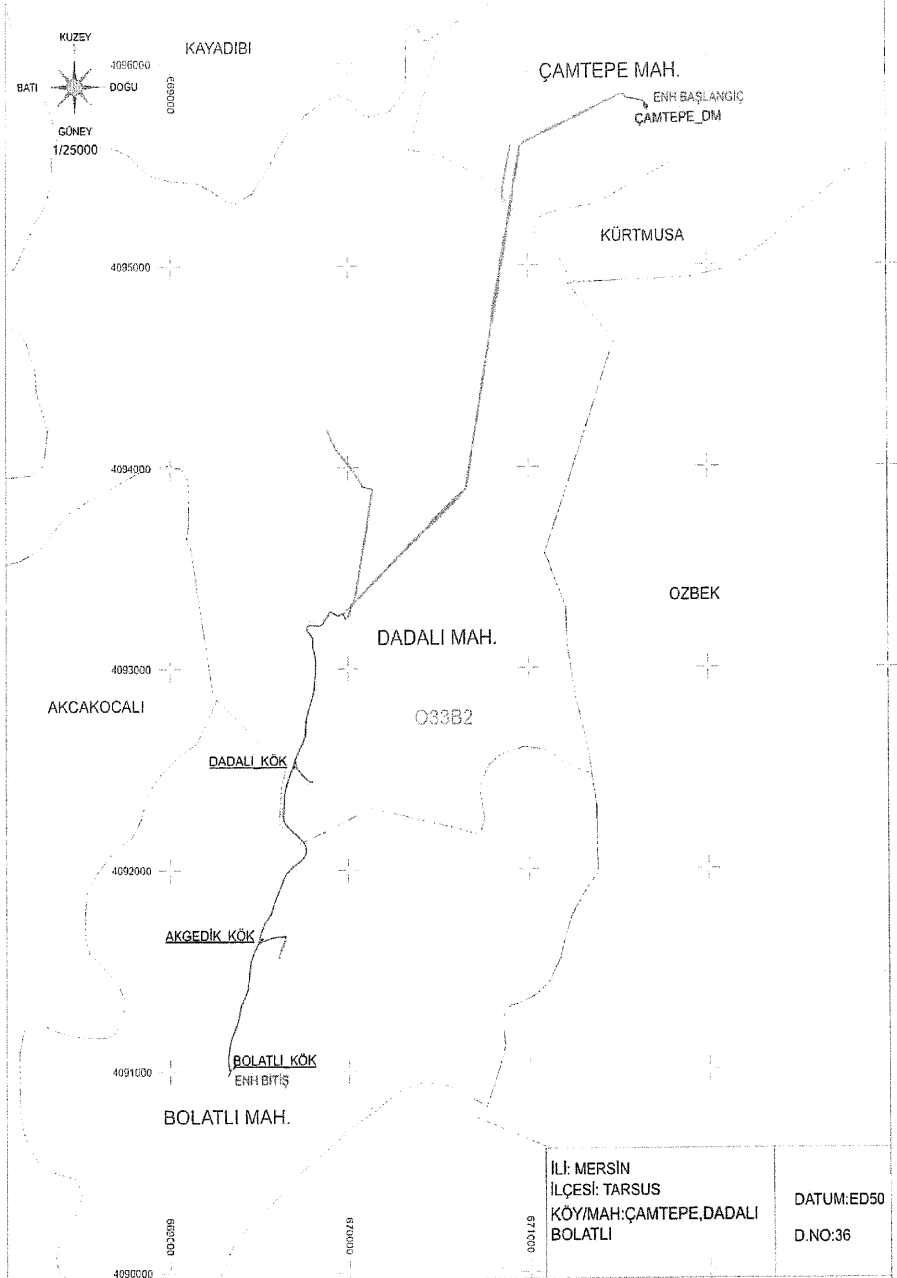 KUZEY
KAYADIBI
BATI
DOĞU
GÜNEY
1/25000
4096000
669000
ÇAMTEPE MAH.
ENH BAŞLANGIÇ
ÇAMTEPE_DM
KÜRTMUSA
4095000
4094000
OZBEK
DADALI MAH.
4093000
AKCAKOCALI
O33B2
DADALI_KÖK
4092000
AKGEDİK_KÖK
BOLATLI_KÖK
4091000
ENH BİTİŞ
BOLATLI MAH.
669000
670000
671000
4090000
İLİ: MERSİN
İLÇESİ: TARSUS
KÖY/MAH:ÇAMTEPE,DADALI
BOLATLI
DATUM:ED50
D.NO:36